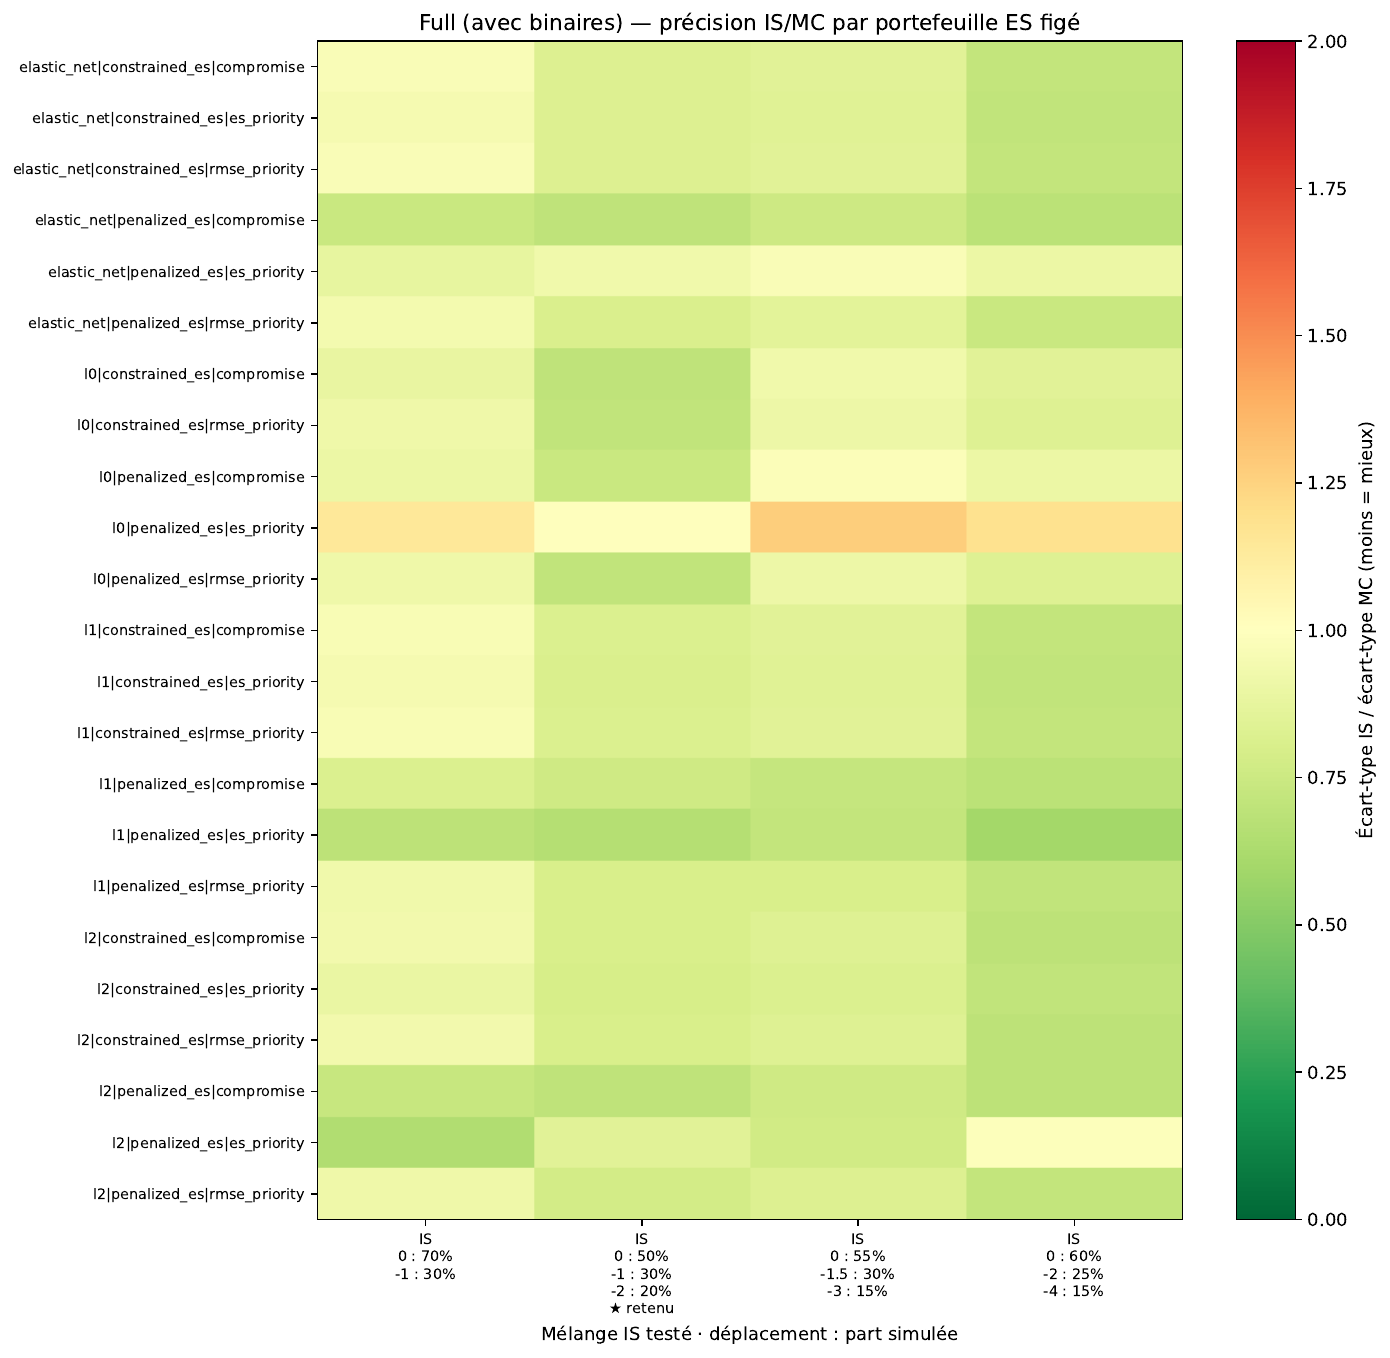 Full (avec binaires) — précision IS/MC par portefeuille ES figé
elastic_net|constrained_es|compromise
elastic_net|constrained_es|es_priority
elastic_net|constrained_es|rmse_priority
elastic_net|penalized_es|compromise
elastic_net|penalized_es|es_priority
elastic_net|penalized_es|rmse_priority
l0|constrained_es|compromise
l0|constrained_es|rmse_priority
l0|penalized_es|compromise
l0|penalized_es|es_priority
l0|penalized_es|rmse_priority
l1|constrained_es|compromise
l1|constrained_es|es_priority
l1|constrained_es|rmse_priority
l1|penalized_es|compromise
l1|penalized_es|es_priority
l1|penalized_es|rmse_priority
l2|constrained_es|compromise
l2|constrained_es|es_priority
l2|constrained_es|rmse_priority
l2|penalized_es|compromise
l2|penalized_es|es_priority
l2|penalized_es|rmse_priority
IS
0 : 70%
-1 : 30%
IS
0 : 50%
-1 : 30%
-2 : 20%
★ retenu
IS
0 : 55%
-1.5 : 30%
-3 : 15%
IS
0 : 60%
-2 : 25%
-4 : 15%
Mélange IS testé · déplacement : part simulée
2.00
1.75
1.50
1.25
1.00
0.75
0.50
0.25
0.00
Écart-type IS / écart-type MC (moins = mieux)